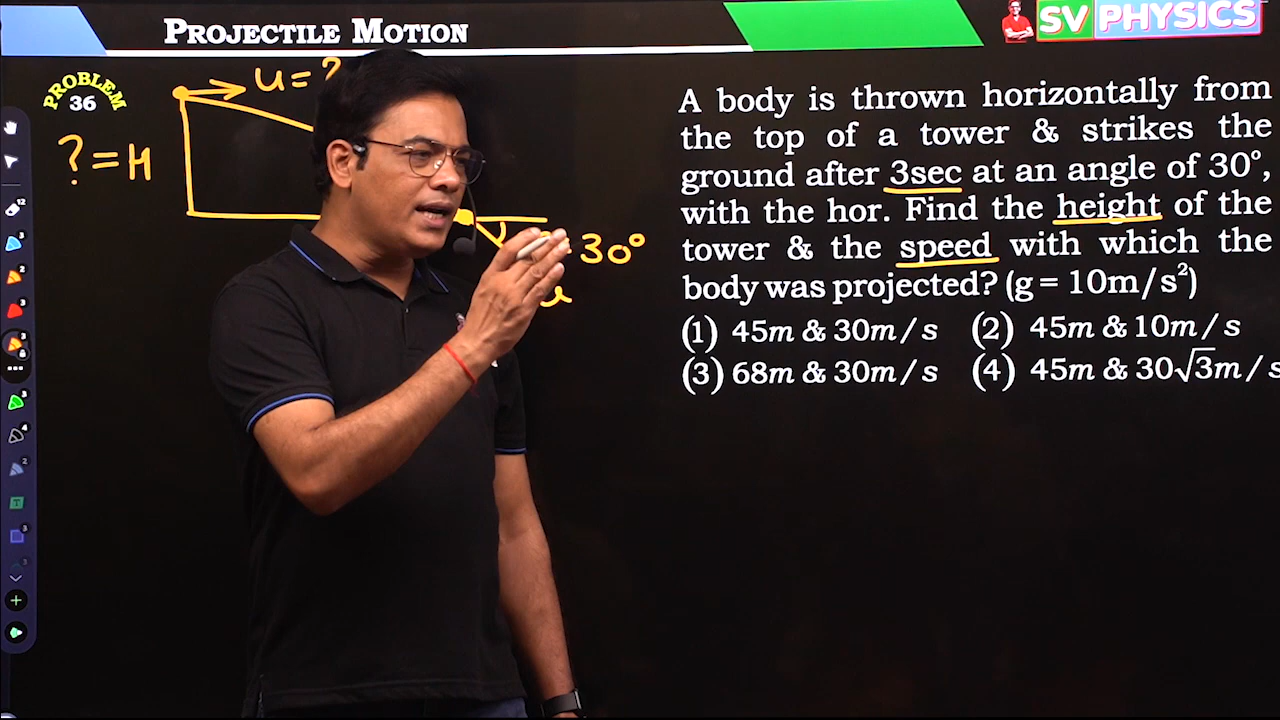 PROJECTILE MOTION
SV PHYSICS
PROBLEM
36
u = ?
? = H
30°
A body is thrown horizontally from
the top of a tower & strikes the
ground after 3sec at an angle of 30°,
with the hor. Find the height of the
tower & the speed with which the
body was projected? (g = 10m/s²)
(1) 45m & 30m/s (2) 45m & 10m/s
(3) 68m & 30m/s (4) 45m & 30√3m/s